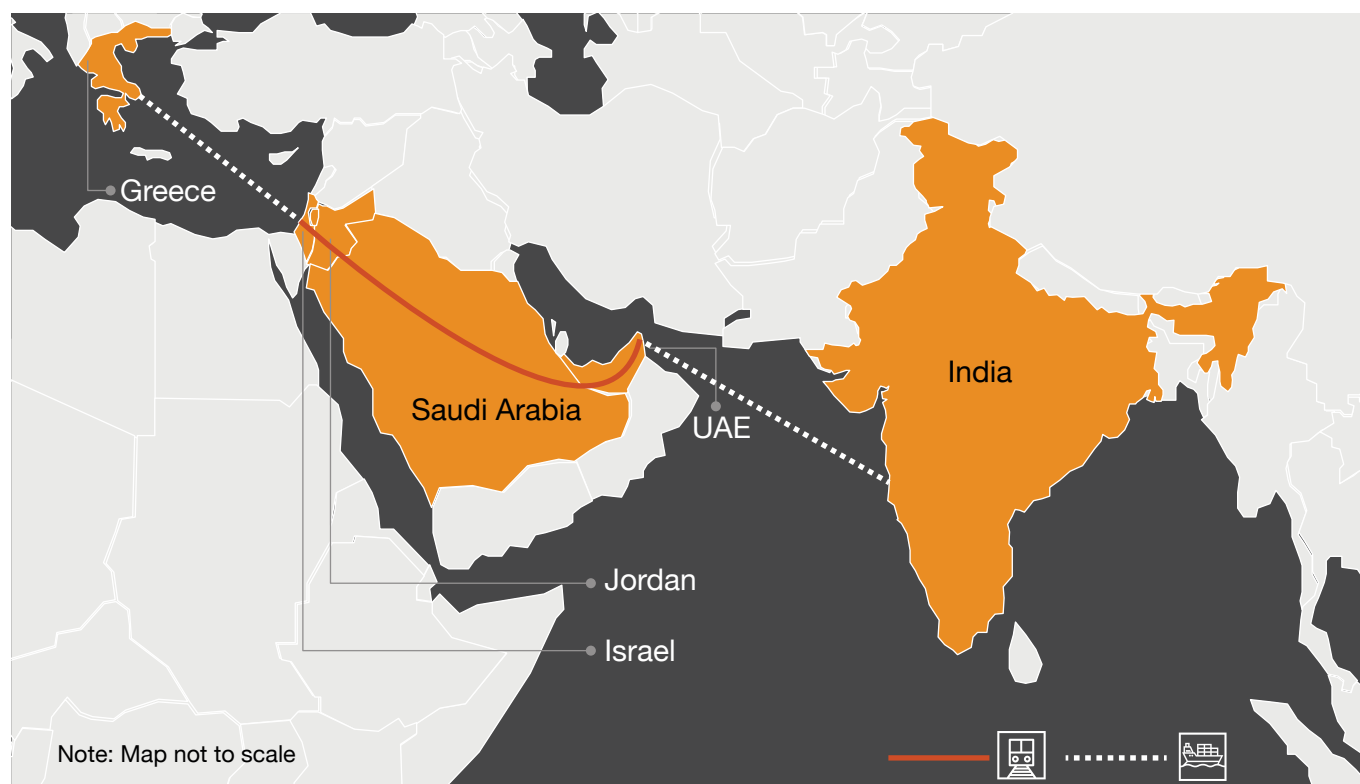 Greece
India
Saudi Arabia
UAE
Jordan
Israel
Note: Map not to scale